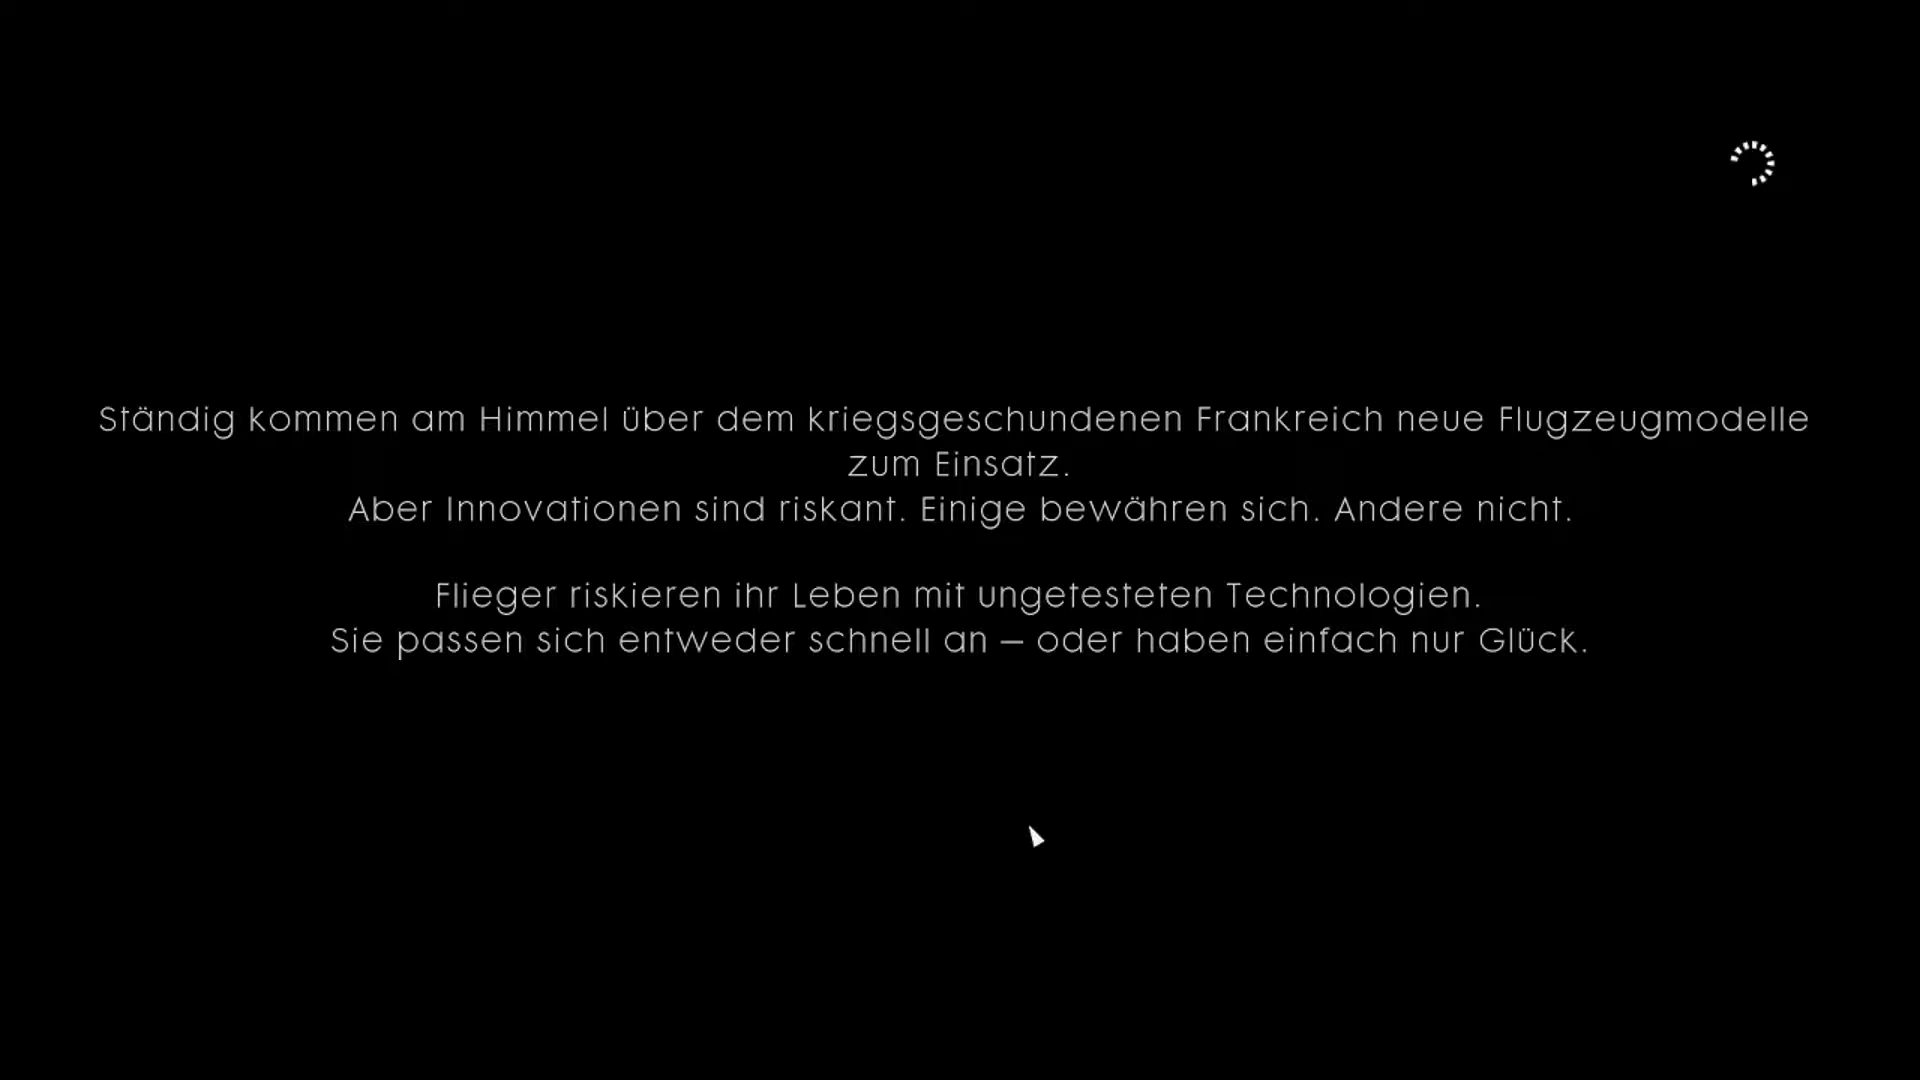 Ständig kommen am Himmel über dem kriegsgeschundenen Frankreich neue Flugzeugmodelle
zum Einsatz.
Aber Innovationen sind riskant. Einige bewähren sich. Andere nicht.
Flieger riskieren ihr Leben mit ungetesteten Technologien.
Sie passen sich entweder schnell an — oder haben einfach nur Glück.